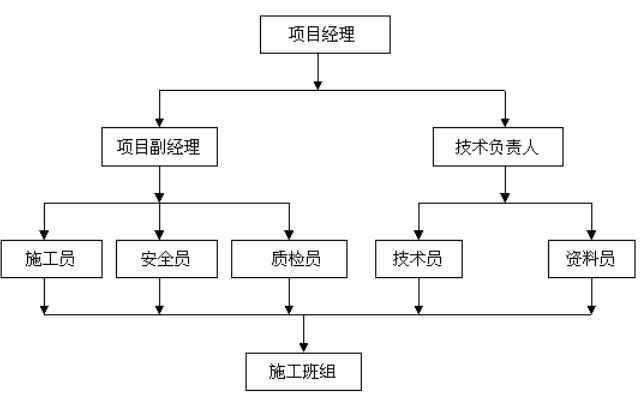 项目经理
项目副经理
技术负责人
施工员
安全员
质检员
技术员
资料员
施工班组